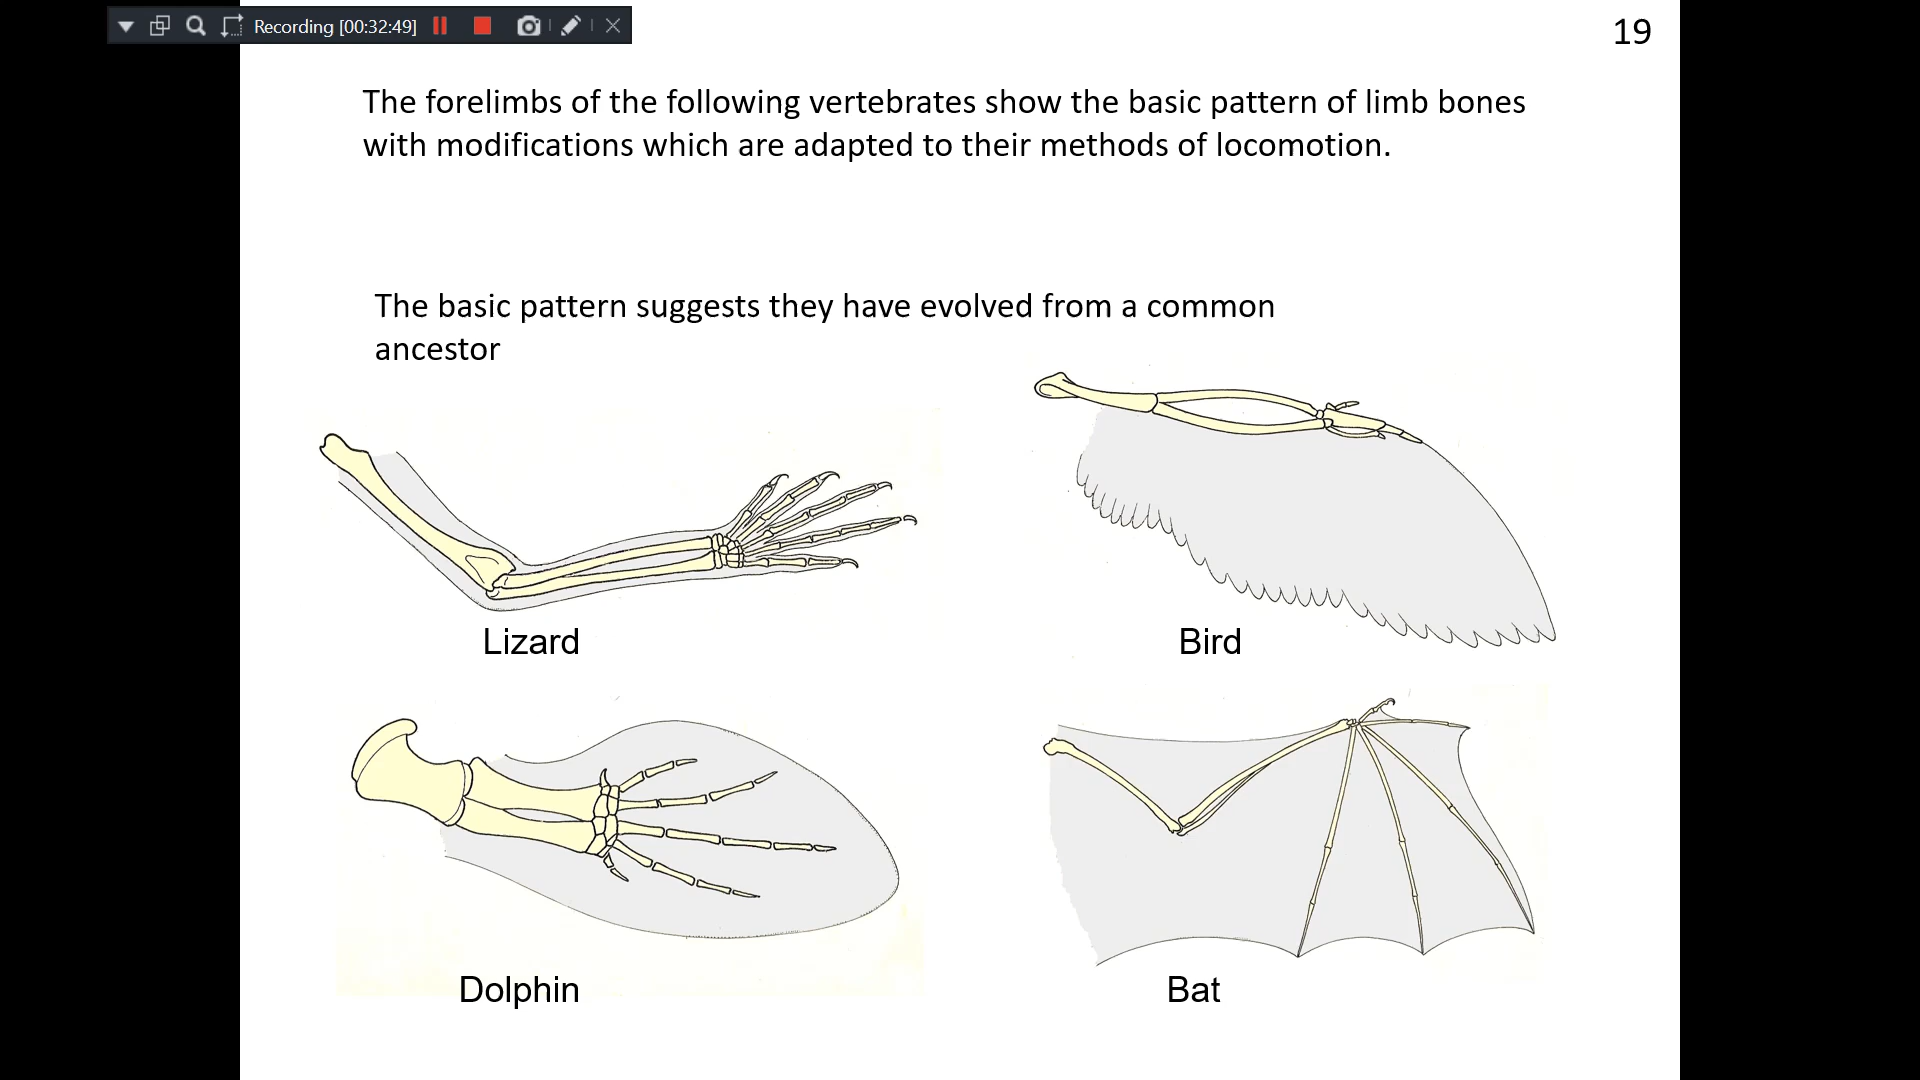 Recording [00:32:49]
19
The forelimbs of the following vertebrates show the basic pattern of limb bones
with modifications which are adapted to their methods of locomotion.
The basic pattern suggests they have evolved from a common
ancestor
Lizard
Bird
Dolphin
Bat